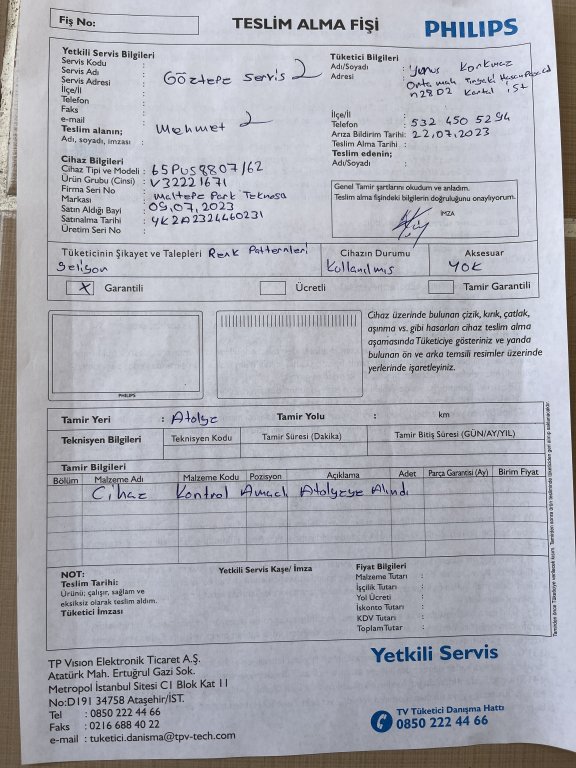 Fiş No:
TESLİM ALMA FİŞİ
PHILIPS
Yetkili Servis Bilgileri
Servis Kodu :
Servis Adı : Göztepe Servis 2
Servis Adresi :
İlçe/İl :
Telefon :
Faks :
e-mail :
Teslim alanın; Mehmet 2
Adı, soyadı, imzası :
Tüketici Bilgileri
Adı/Soyadı : Yunus Korkmaz
Adresi : Orta mah
n28D2 Kartal ist
İlçe/İl :
Telefon : 532 450 5294
Arıza Bildirim Tarihi: 22.07.2023
Teslim Alma Tarihi :
Teslim edenin;
Adı/Soyadı :
Cihaz Bilgileri
Cihaz Tipi ve Modeli : 65PUS8807/62
Ürün Grubu (Cinsi) : V32221671
Firma Seri No :
Markası : Maltepe Park Teknosa
Satın Aldığı Bayi : 09.07.2023
Satınalma Tarihi : YK2A2324460231
Üretim Seri No :
Genel Tamir şartlarını okudum ve anladım.
Teslim alma fişindeki bilgilerin doğruluğunu onaylıyorum.
İMZA
Tüketicinin Şikayet ve Talepleri Renk Patternleri
geliyor
Cihazın Durumu
Kullanılmış
Aksesuar
YOK
X Garantili
Ücretli
Tamir Garantili
PHILIPS
Cihaz üzerinde bulunan çizik, kırık, çatlak,
aşınma vs. gibi hasarları cihaz teslim alma
aşamasında Tüketiciye gösteriniz ve yanda
bulunan ön ve arka temsili resimler üzerinde
yerlerinde işaretleyiniz.
Tamir Yeri : Atolye Tamir Yolu : km
Teknisyen Bilgileri Teknisyen Kodu Tamir Süresi (Dakika) Tamir Bitiş Süresi (GÜN/AY/YIL)
Tamir Bilgileri
Bölüm Malzeme Adı Malzeme Kodu Pozisyon Açıklama Adet Parça Garantisi (Ay) Birim Fiyat
Cihaz Kontrol Amaclı Atolyeye Alındı
NOT:
Teslim Tarihi:
Ürünü; çalışır, sağlam ve
eksiksiz olarak teslim aldım.
Tüketici İmzası
Yetkili Servis Kaşe/ İmza
Fiyat Bilgileri
Malzeme Tutarı :
İşçilik Tutarı :
Yol Ücreti :
İskonto Tutarı :
KDV Tutarı :
Toplam Tutar :
TP Vısıon Elektronik Ticaret A.Ş.
Atatürk Mah. Ertuğrul Gazi Sok.
Metropol İstanbul Sitesi C1 Blok Kat 11
No:D191 34758 Ataşehir/İST.
Tel : 0850 222 44 66
Faks : 0216 688 40 22
e-mail : tuketici.danisma@tpv-tech.com
Yetkili Servis
TV Tüketici Danışma Hattı
0850 222 44 66